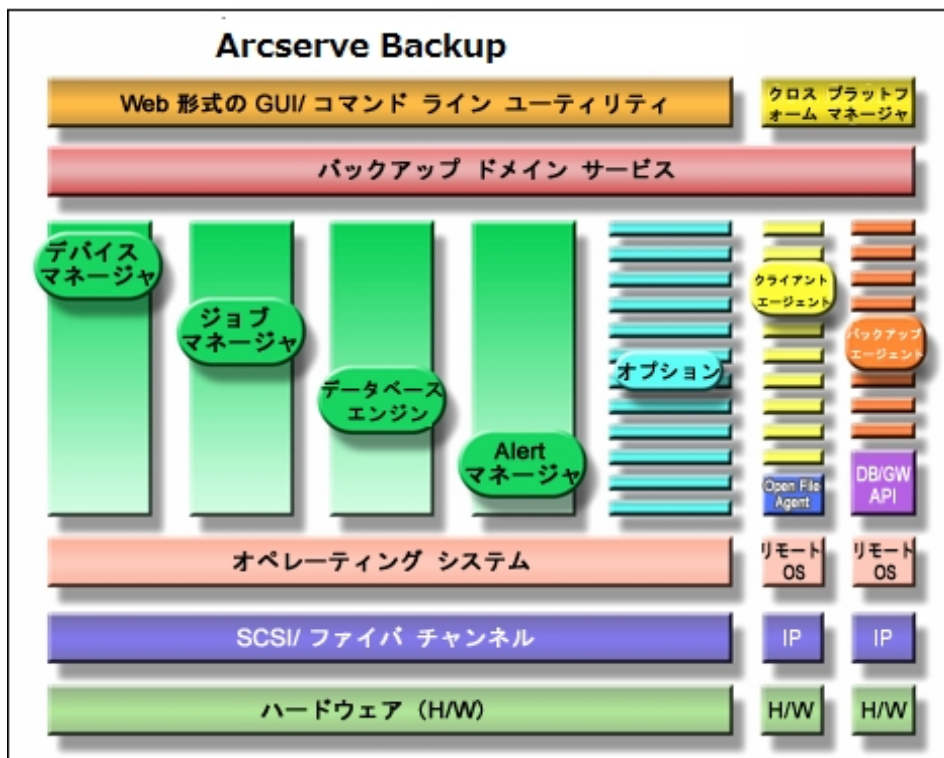 Arcserve Backup
Web 形式の GUI/ コマンド ライン ユーティリティ
クロス プラットフ
ォーム マネージャ
バックアップ ドメイン サービス
デバイス
マネージャ
ジョブ
マネージャ
データベース
エンジン
Alert
マネージャ
オプション
クライアント
エージェント
バックアップ
エージェント
Open File
Agent
DB/GW
API
オペレーティング システム
リモート
OS
リモート
OS
SCSI/ ファイバ チャンネル
IP
IP
ハードウェア (H/W)
H/W
H/W